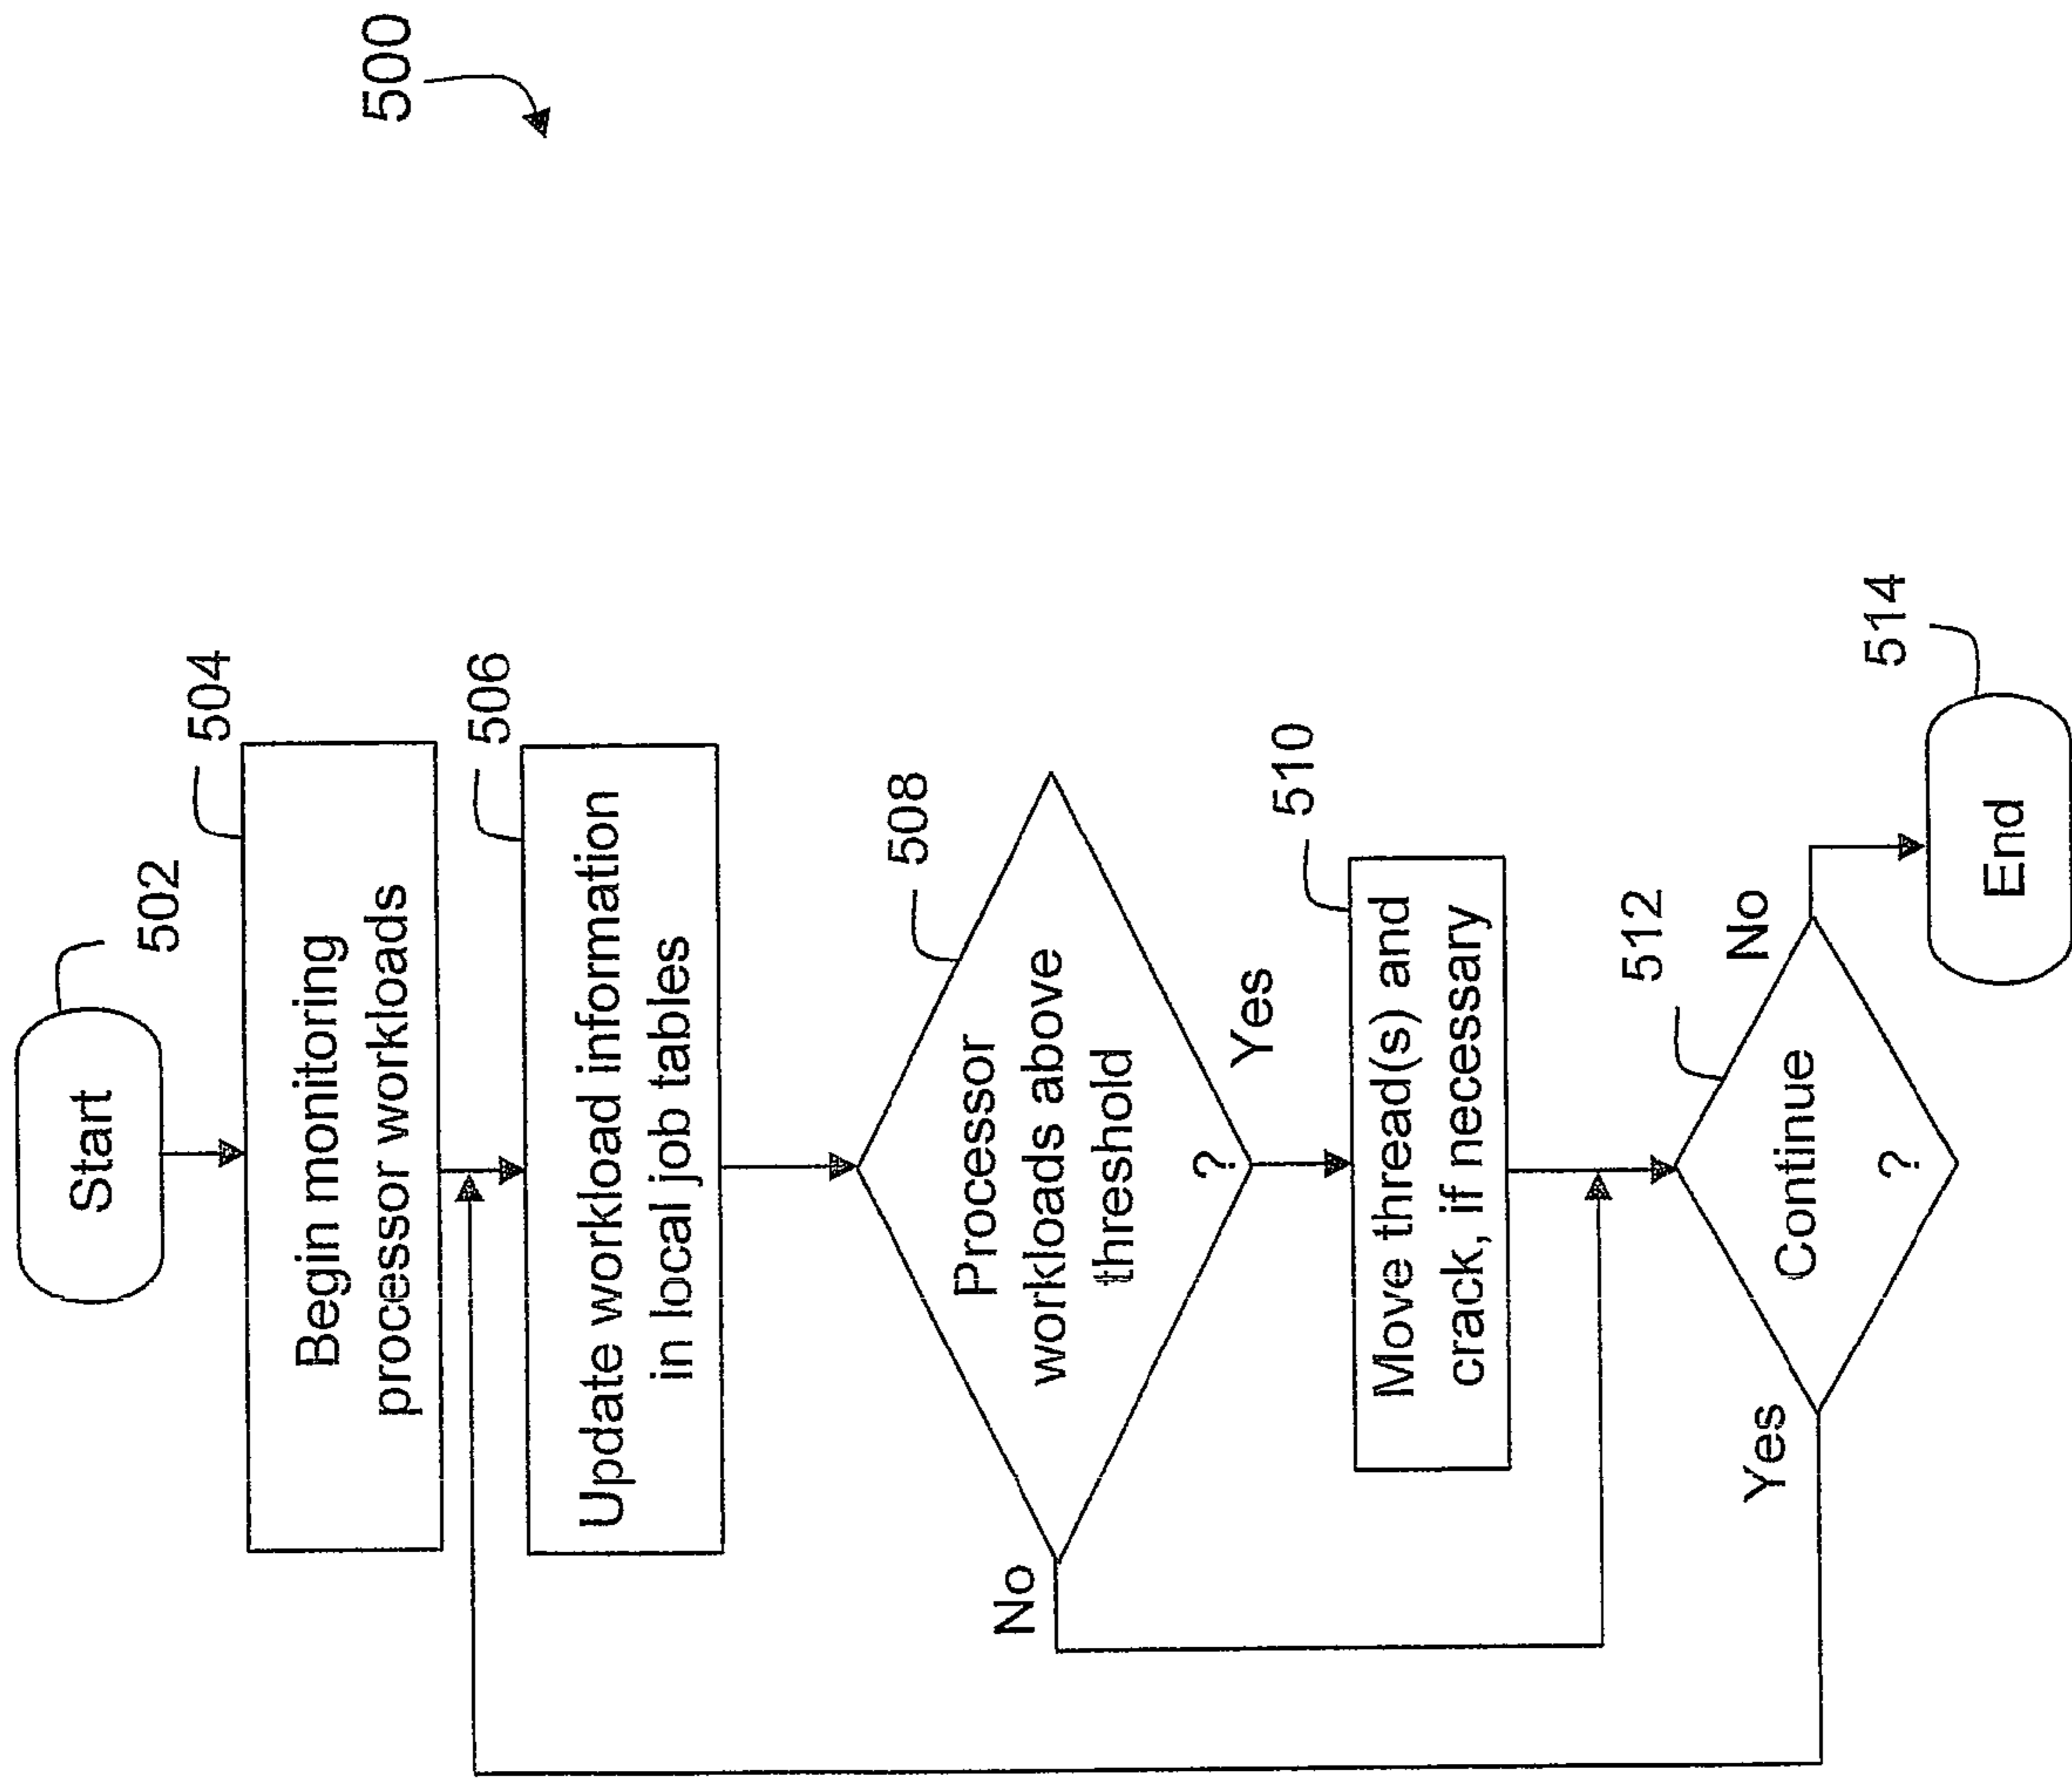 500
Start
502
504
Begin monitoring
processor workloads
506
Update workload information
in local job tables
508
Processor
workloads above
threshold
?
No
Yes
510
Move thread(s) and
crack, if necessary
512
Continue
?
Yes
No
514
End